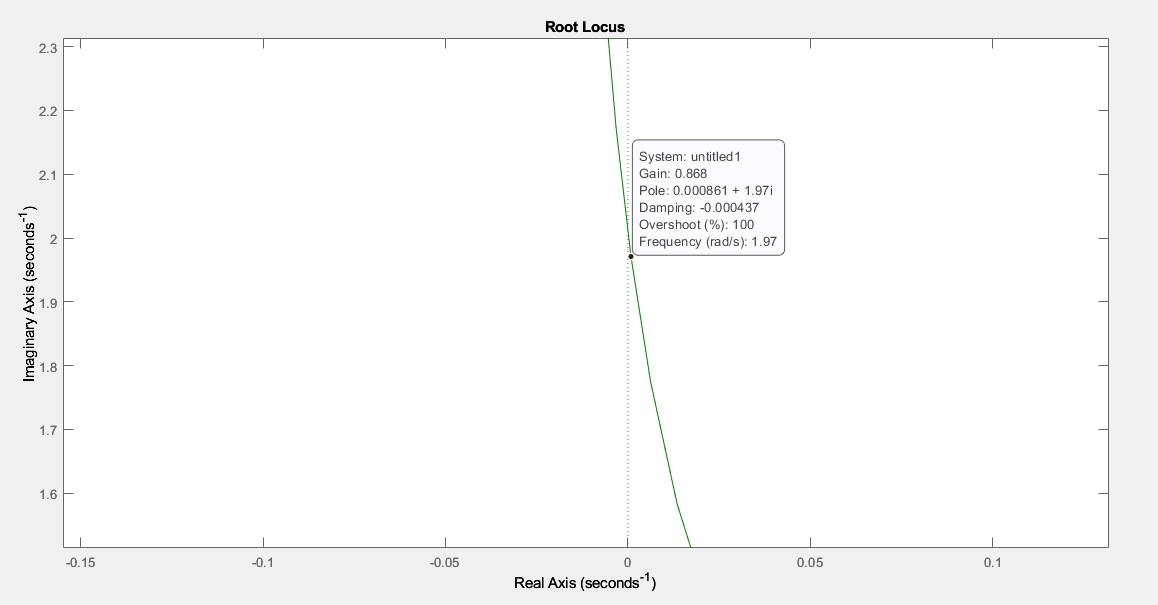 Root Locus
2.3
2.2
2.1
2
1.9
1.8
1.7
1.6
Imaginary Axis (seconds⁻¹)
System: untitled1
Gain: 0.868
Pole: 0.000861 + 1.97i
Damping: -0.000437
Overshoot (%): 100
Frequency (rad/s): 1.97
-0.15 -0.1 -0.05 0 0.05 0.1
Real Axis (seconds⁻¹)